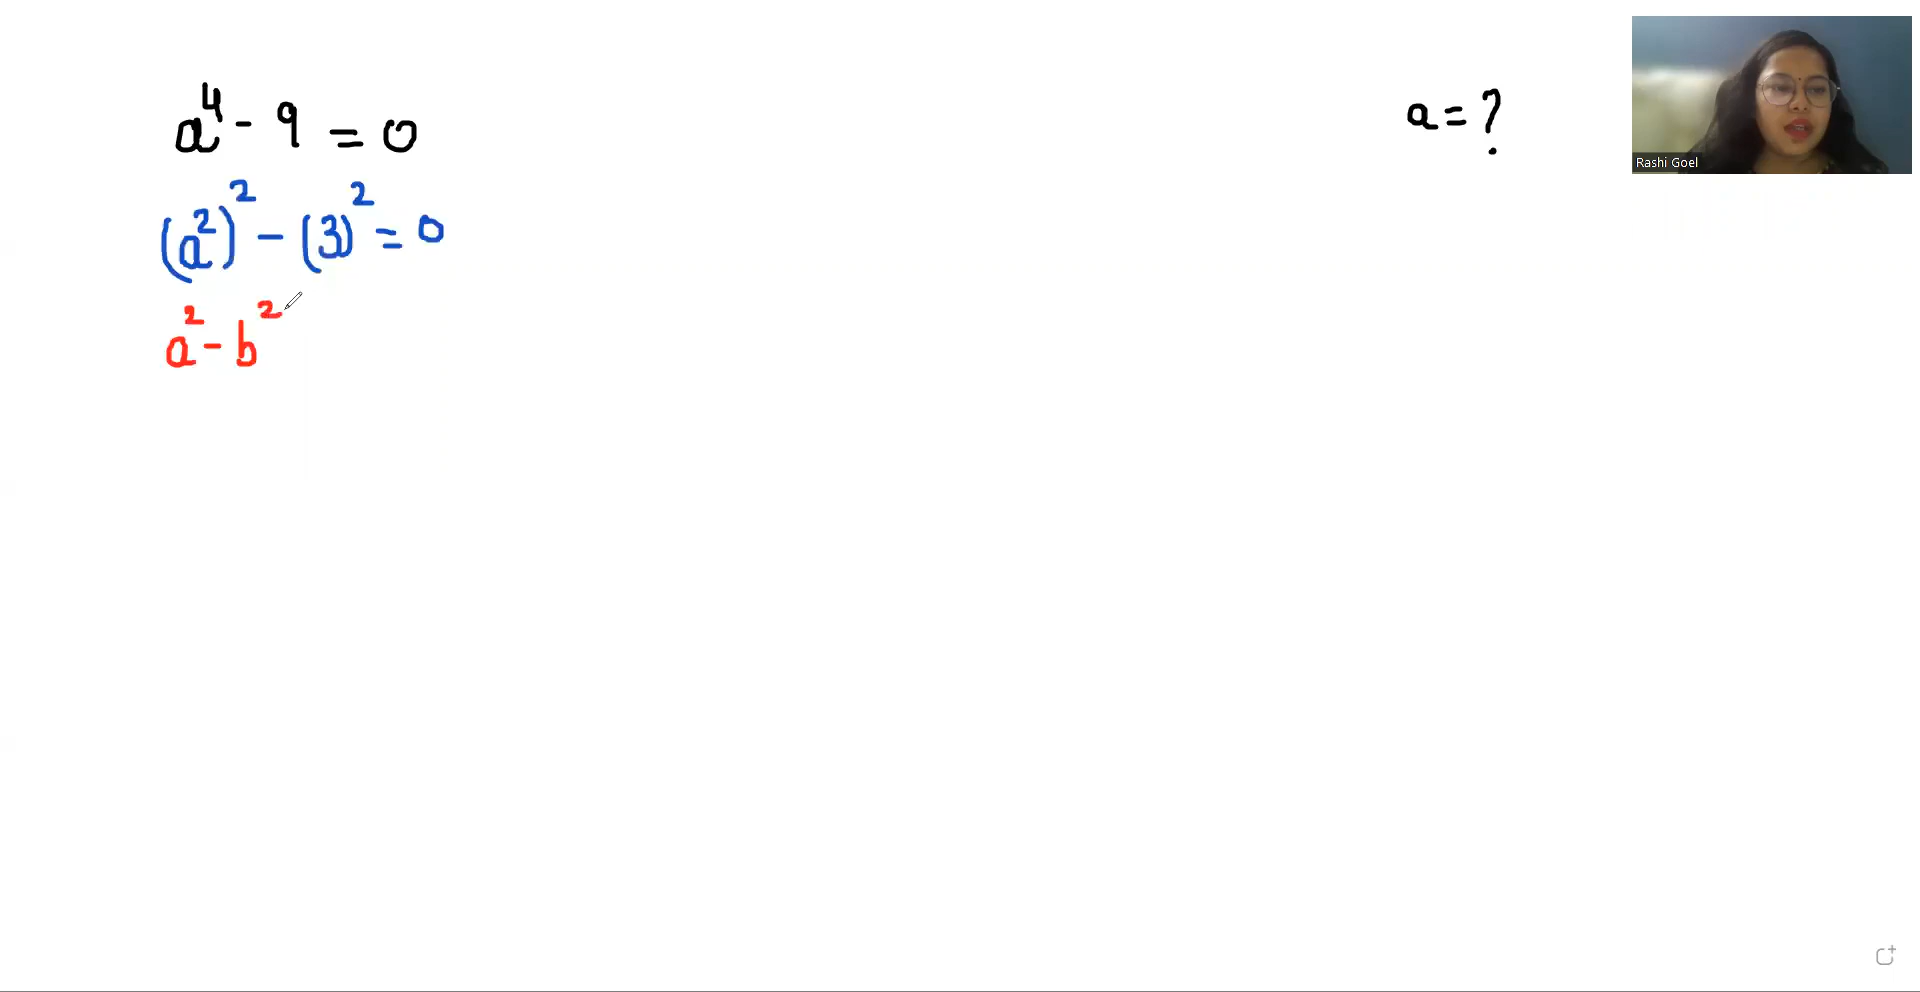 a⁴ - 9 = 0
a = ?
Rashi Goel
(a²)² - (3)² = 0
a² - b²